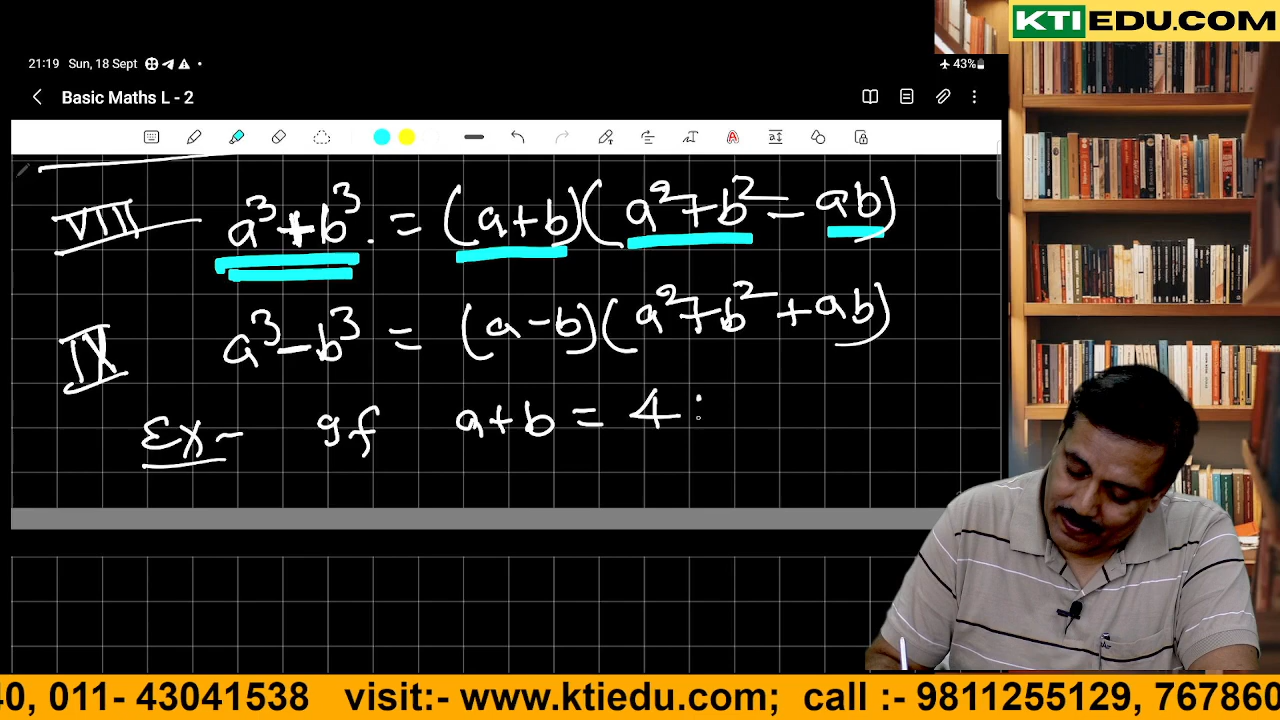 KTIEDU.COM
21:19 Sun, 18 Sept 43%
Basic Maths L - 2
VIII a³+b³ = (a+b)(a²+b²-ab)
IX a³-b³ = (a-b)(a²+b²+ab)
Ex- If a+b = 4 :
40, 011- 43041538 visit:- www.ktiedu.com; call :- 9811255129, 767860